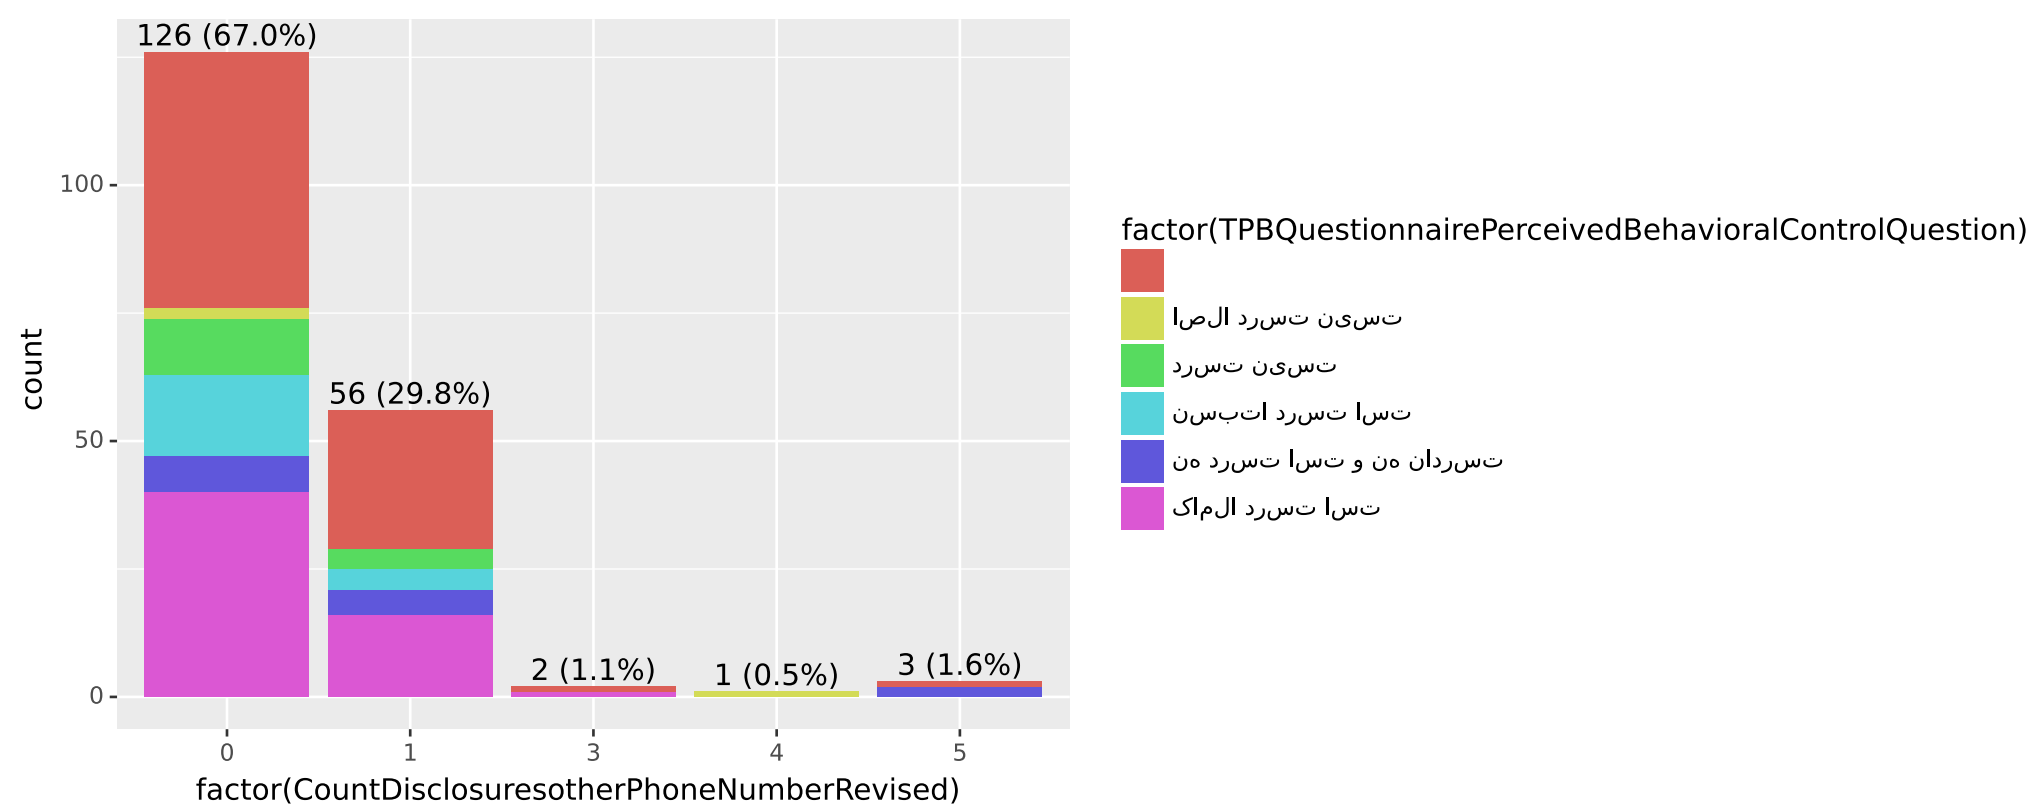 126 (67.0%)
56 (29.8%)
2 (1.1%)
1 (0.5%)
3 (1.6%)
100
50
0
count
0 1 3 4 5
factor(CountDisclosuresotherPhoneNumberRevised)
factor(TPBQuestionnairePerceivedBehavioralControlQuestion)
اصلا درست نیست
درست نیست
نسبتا درست است
نه درست است و نه نادرست
کاملا درست است